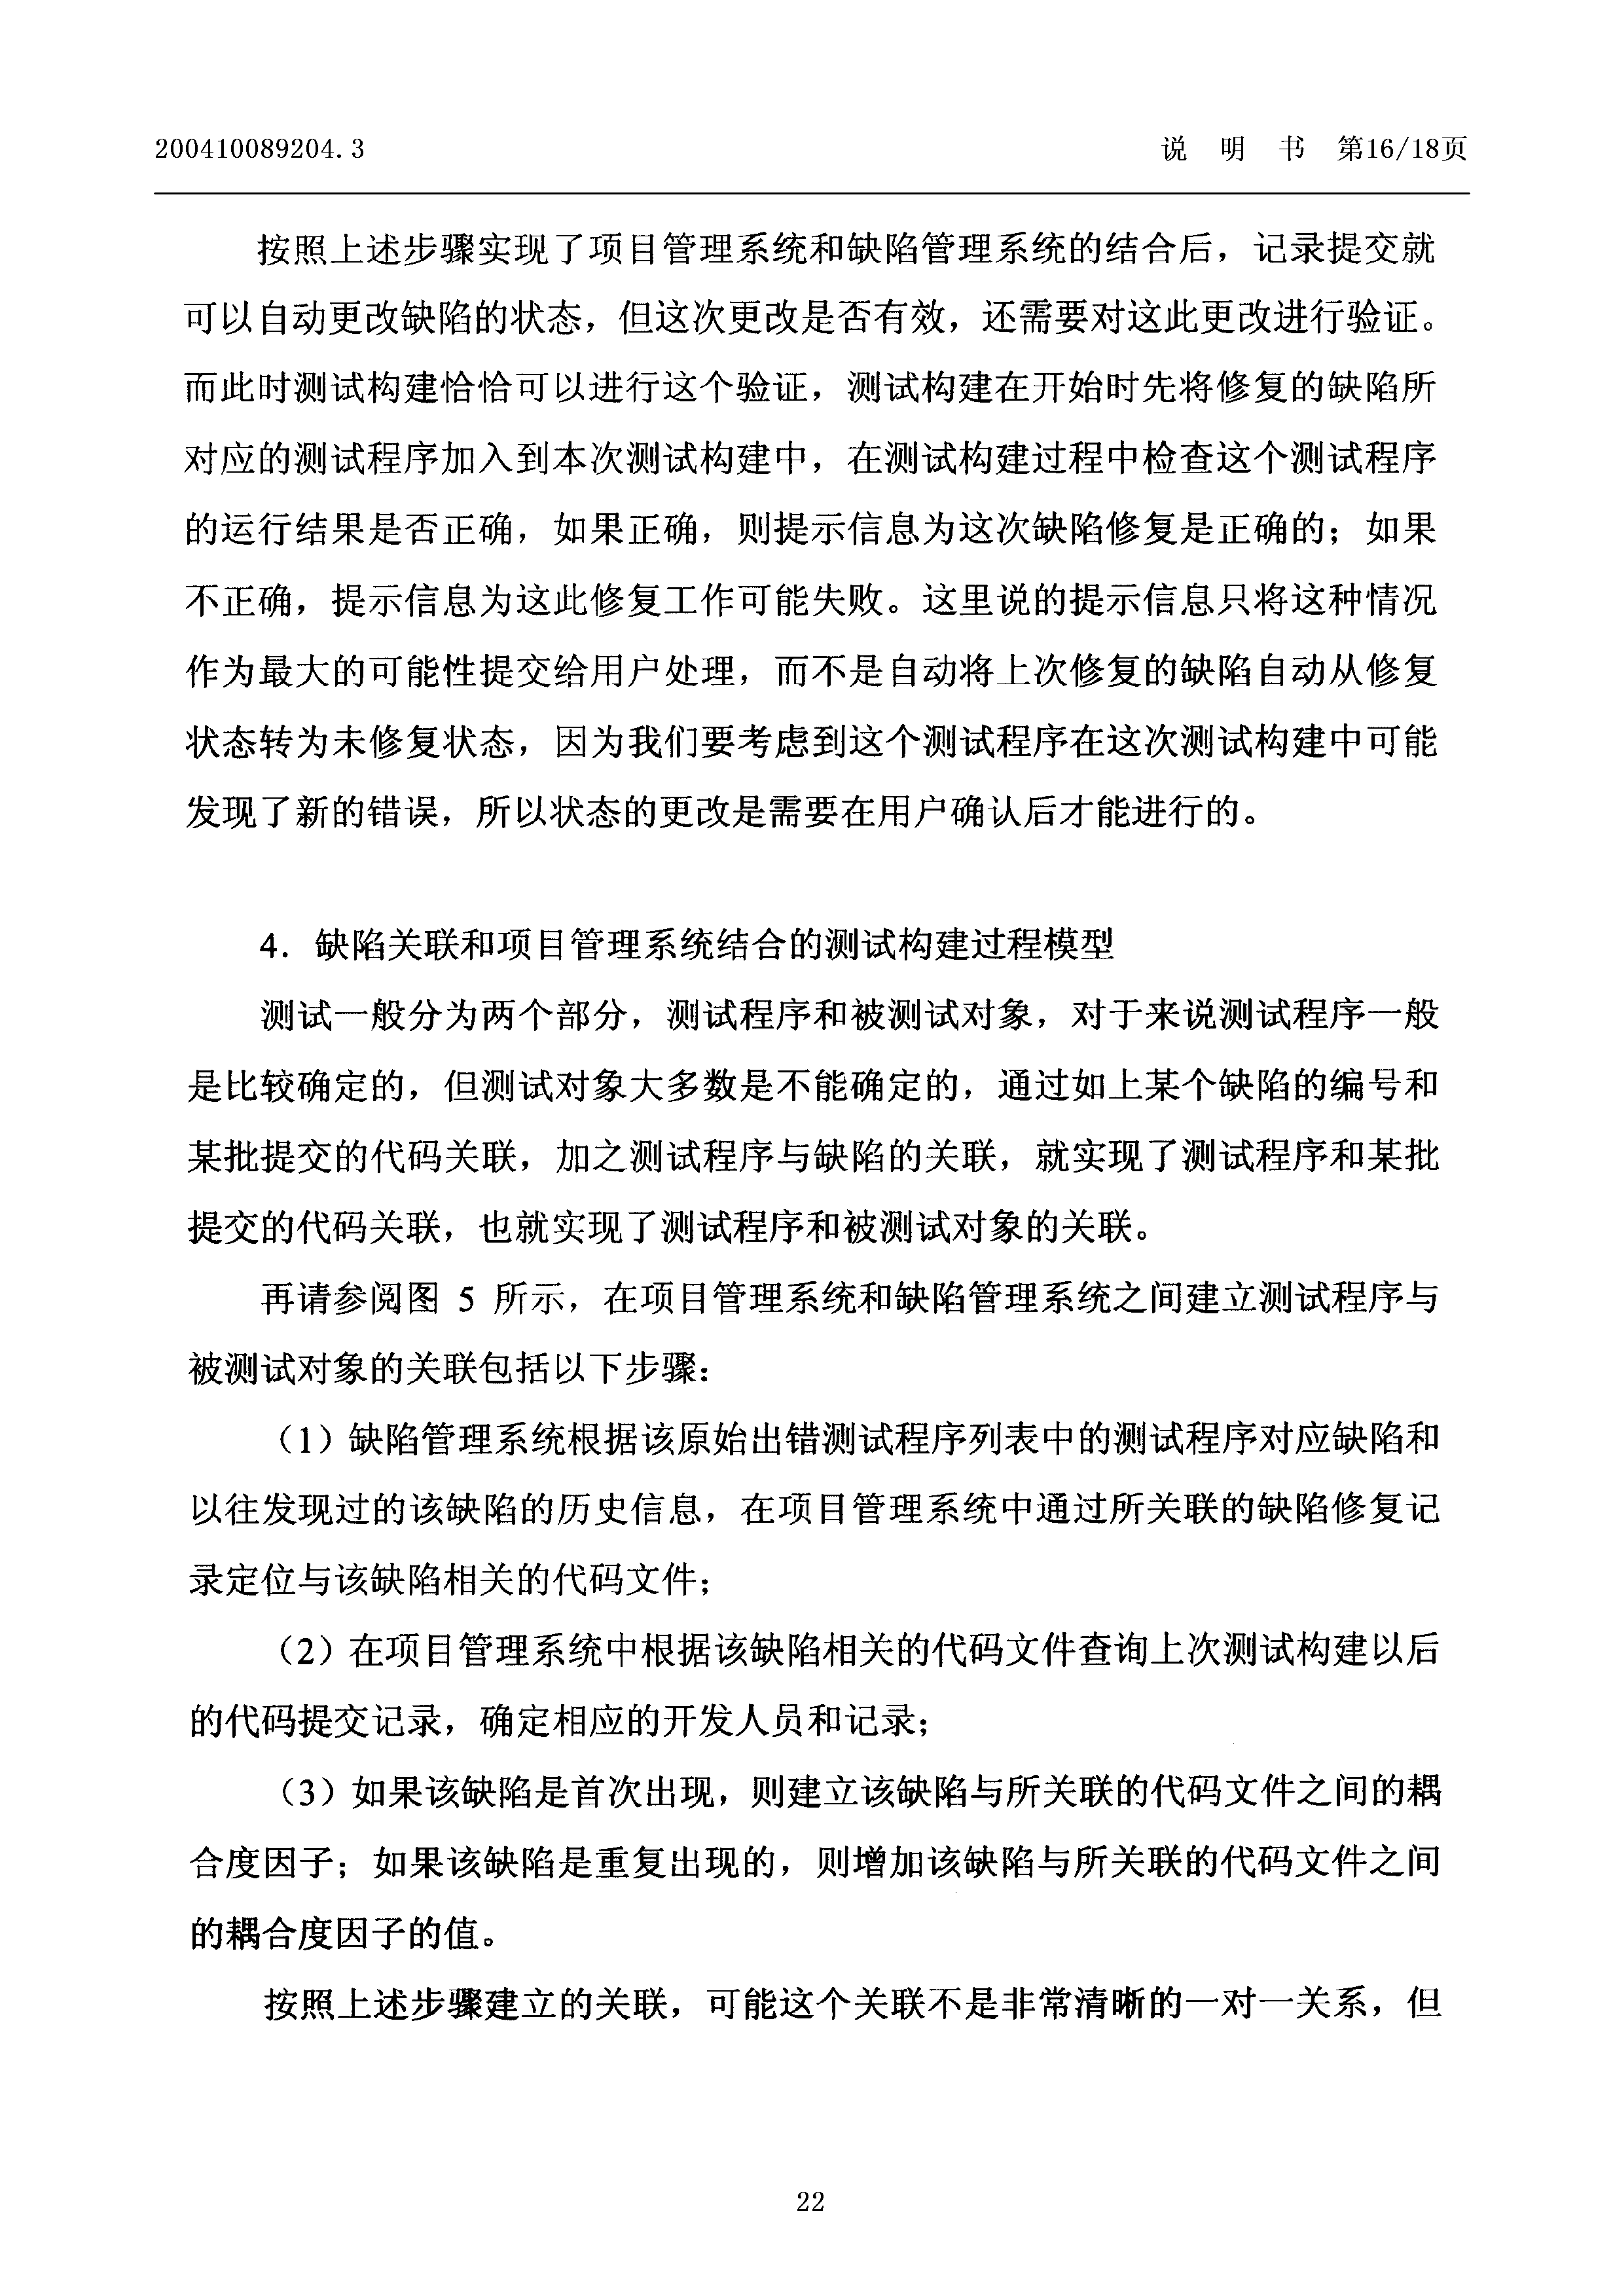 200410089204.3 说 明 书 第16/18页
按照上述步骤实现了项目管理系统和缺陷管理系统的结合后，记录提交就
可以自动更改缺陷的状态，但这次更改是否有效，还需要对这此更改进行验证。
而此时测试构建恰恰可以进行这个验证，测试构建在开始时先将修复的缺陷所
对应的测试程序加入到本次测试构建中，在测试构建过程中检查这个测试程序
的运行结果是否正确，如果正确，则提示信息为这次缺陷修复是正确的；如果
不正确，提示信息为这此修复工作可能失败。这里说的提示信息只将这种情况
作为最大的可能性提交给用户处理，而不是自动将上次修复的缺陷自动从修复
状态转为未修复状态，因为我们要考虑到这个测试程序在这次测试构建中可能
发现了新的错误，所以状态的更改是需要在用户确认后才能进行的。
4．缺陷关联和项目管理系统结合的测试构建过程模型
测试一般分为两个部分，测试程序和被测试对象，对于来说测试程序一般
是比较确定的，但测试对象大多数是不能确定的，通过如上某个缺陷的编号和
某批提交的代码关联，加之测试程序与缺陷的关联，就实现了测试程序和某批
提交的代码关联，也就实现了测试程序和被测试对象的关联。
再请参阅图 5 所示，在项目管理系统和缺陷管理系统之间建立测试程序与
被测试对象的关联包括以下步骤：
（1）缺陷管理系统根据该原始出错测试程序列表中的测试程序对应缺陷和
以往发现过的该缺陷的历史信息，在项目管理系统中通过所关联的缺陷修复记
录定位与该缺陷相关的代码文件；
（2）在项目管理系统中根据该缺陷相关的代码文件查询上次测试构建以后
的代码提交记录，确定相应的开发人员和记录；
（3）如果该缺陷是首次出现，则建立该缺陷与所关联的代码文件之间的耦
合度因子；如果该缺陷是重复出现的，则增加该缺陷与所关联的代码文件之间
的耦合度因子的值。
按照上述步骤建立的关联，可能这个关联不是非常清晰的一对一关系，但
22